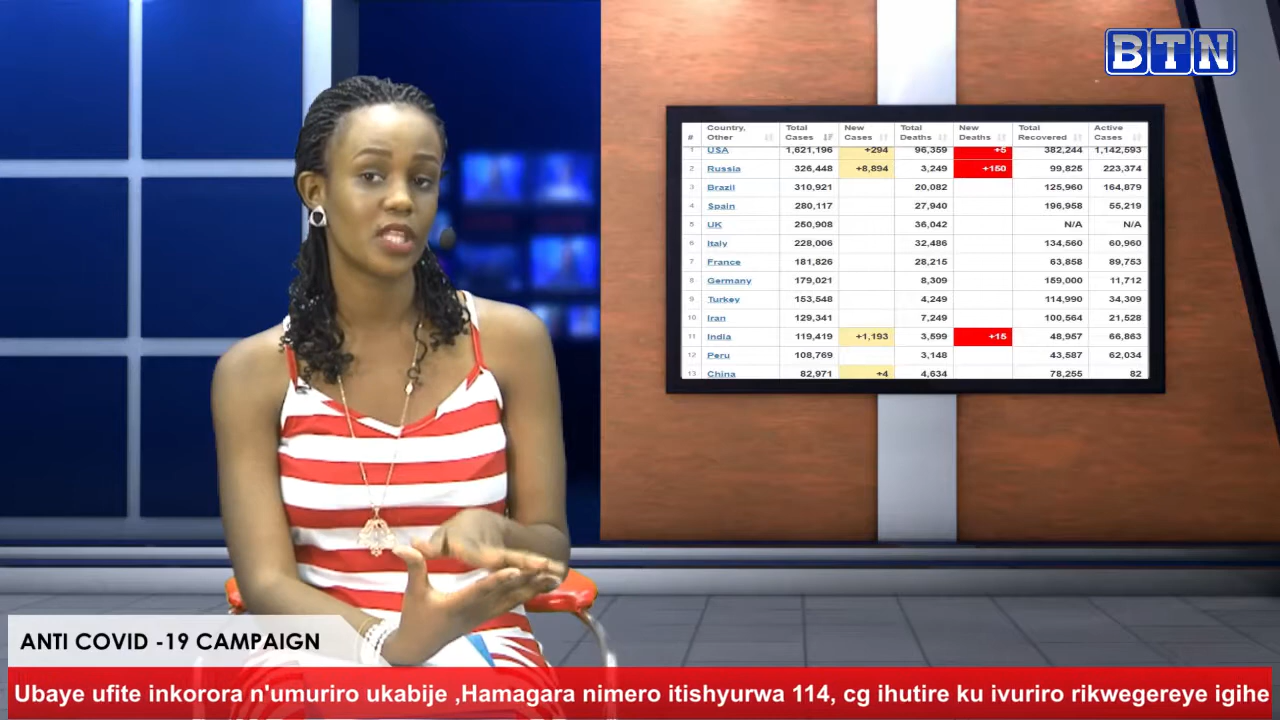 BTN
# Country, Other Total Cases New Cases Total Deaths New Deaths Total Recovered Active Cases
1 USA 1,621,196 +294 96,359 +5 382,244 1,142,593
2 Russia 326,448 +8,894 3,249 +150 99,825 223,374
3 Brazil 310,921 20,082 125,960 164,879
4 Spain 280,117 27,940 196,958 55,219
5 UK 250,908 36,042 N/A N/A
6 Italy 228,006 32,486 134,560 60,960
7 France 181,826 28,215 63,858 89,753
8 Germany 179,021 8,309 159,000 11,712
9 Turkey 153,548 4,249 114,990 34,309
10 Iran 129,341 7,249 100,564 21,528
11 India 119,419 +1,193 3,599 +15 48,957 66,863
12 Peru 108,769 3,148 43,587 62,034
13 China 82,971 +4 4,634 78,255 82
ANTI COVID -19 CAMPAIGN
Ubaye ufite inkorora n'umuriro ukabije ,Hamagara nimero itishyurwa 114, cg ihutire ku ivuriro rikwegereye igihe